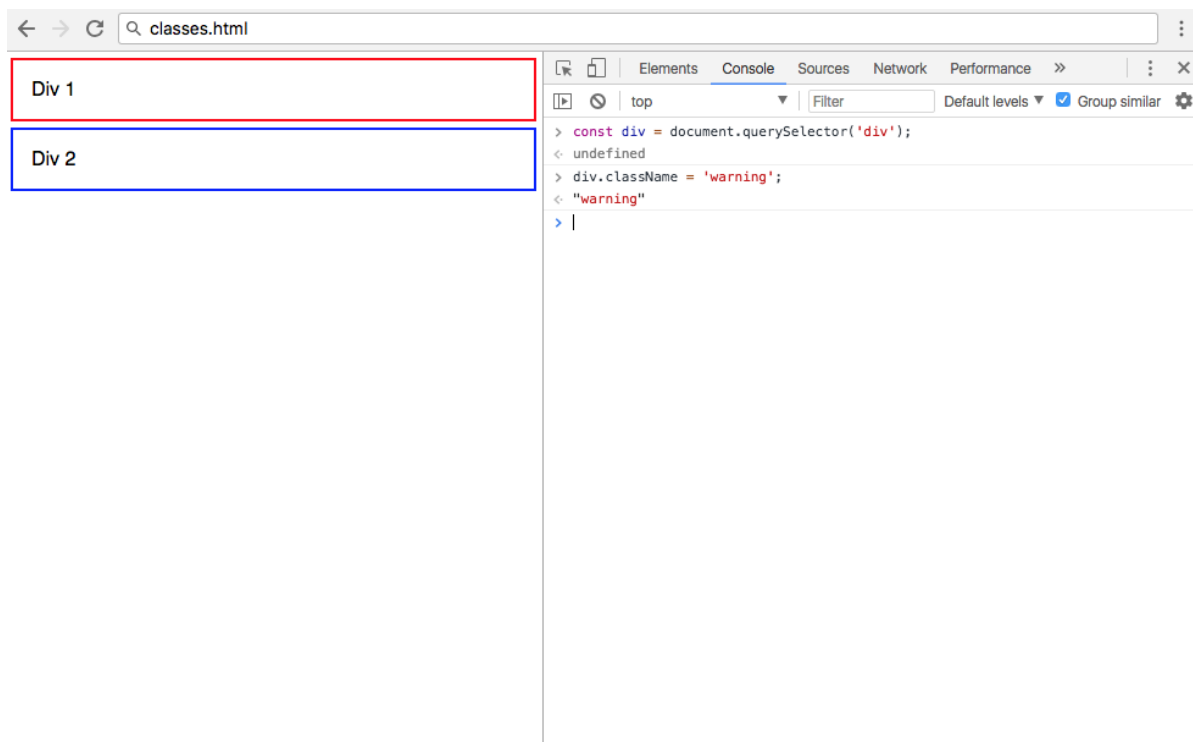 classes.html
Div 1
Div 2
Elements Console Sources Network Performance »
top ▼ Filter Default levels ▼ Group similar
> const div = document.querySelector('div');
<· undefined
> div.className = 'warning';
<· "warning"
>